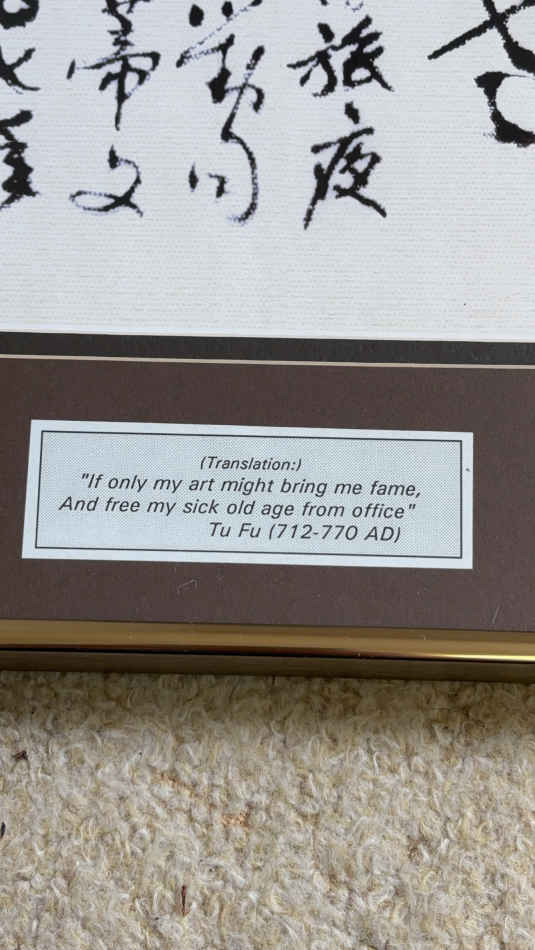 旅夜
文
(Translation:)
"If only my art might bring me fame,
And free my sick old age from office"
Tu Fu (712-770 AD)